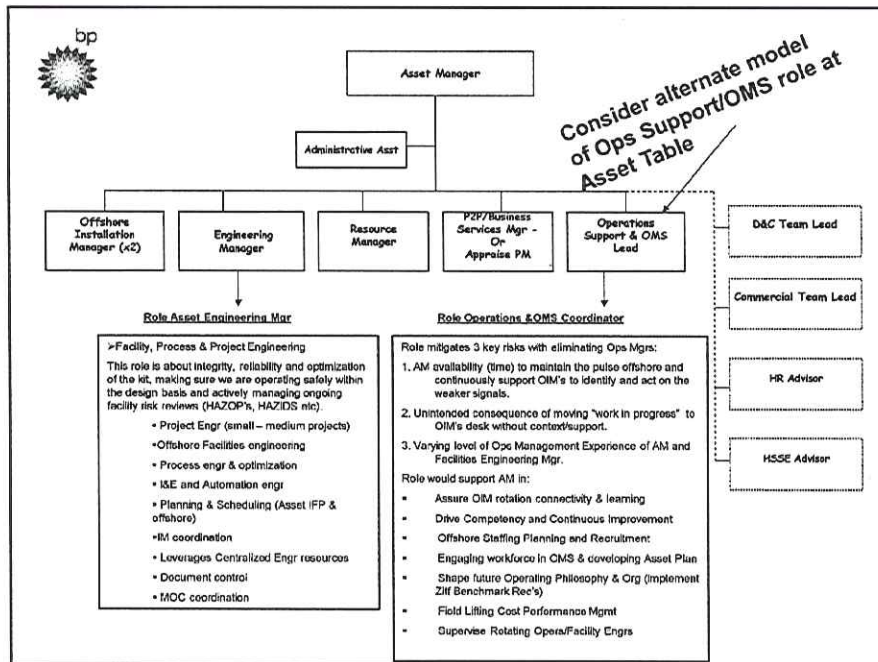 bp
Asset Manager
Consider alternate model
of Ops Support/OMS role at
Asset Table
Administrative Asst
Offshore
Installation
Manager (x2)
Engineering
Manager
Resource
Manager
P2P/Business
Services Mgr -
Or
Appraise PM
Operations
Support & OMS
Lead
D&C Team Lead
Commercial Team Lead
HR Advisor
HSSE Advisor
Role Asset Engineering Mgr
➢Facility, Process & Project Engineering
This role is about integrity, reliability and optimization
of the kit, making sure we are operating safely within
the design basis and actively managing ongoing
facility risk reviews (HAZOP's, HAZIDS etc).
• Project Engr (small – medium projects)
•Offshore Facilities engineering
• Process engr & optimization
• I&E and Automation engr
• Planning & Scheduling (Asset IFP &
offshore)
•IM coordination
• Leverages Centralized Engr resources
• Document control
• MOC coordination
Role Operations &OMS Coordinator
Role mitigates 3 key risks with eliminating Ops Mgrs:
1. AM availability (time) to maintain the pulse offshore and
continuously support OIM's to identify and act on the
weaker signals.
2. Unintended consequence of moving "work in progress" to
OIM's desk without context/support.
3. Varying level of Ops Management Experience of AM and
Facilities Engineering Mgr.
Role would support AM in:
▪ Assure OIM rotation connectivity & learning
▪ Drive Competency and Continuous Improvement
▪ Offshore Staffing Planning and Recruitment
▪ Engaging workforce in OMS & developing Asset Plan
▪ Shape future Operating Philosophy & Org (Implement
Ziff Benchmark Rec's)
▪ Field Lifting Cost Performance Mgmt
▪ Supervise Rotating Opera/Facility Engrs